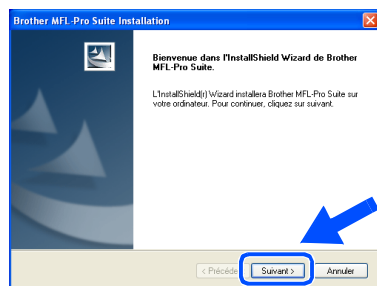 Brother MFL-Pro Suite Installation
Bienvenue dans l'InstallShield Wizard de Brother
MFL-Pro Suite.
L'InstallShield(r) Wizard installera Brother MFL-Pro Suite sur
votre ordinateur. Pour continuer, cliquez sur suivant.
< Précéde Suivant > Annuler